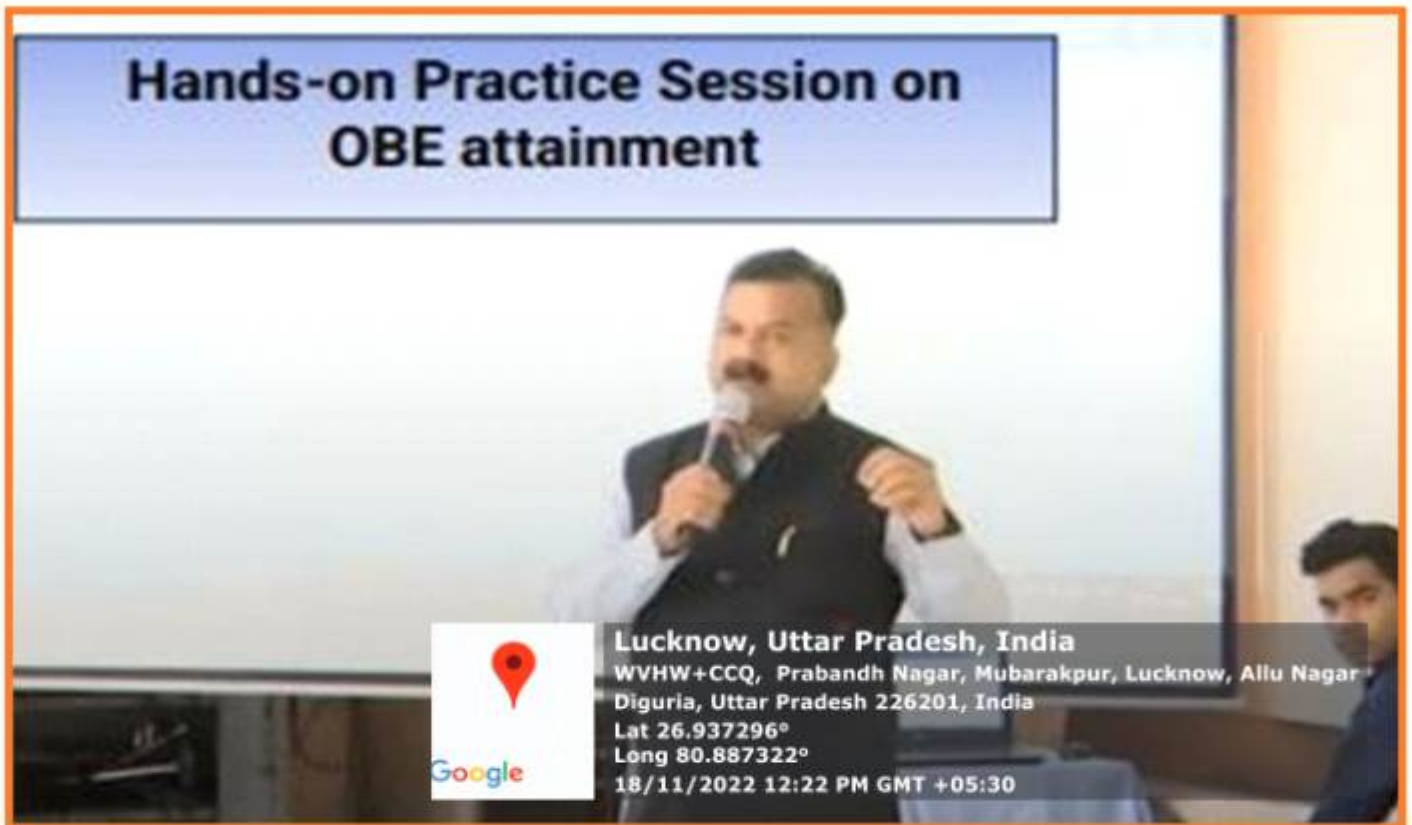 Hands-on Practice Session on
OBE attainment
Lucknow, Uttar Pradesh, India
WVHW+CCQ, Prabandh Nagar, Mubarakpur, Lucknow, Allu Nagar
Diguria, Uttar Pradesh 226201, India
Lat 26.937296°
Long 80.887322°
18/11/2022 12:22 PM GMT +05:30
Google